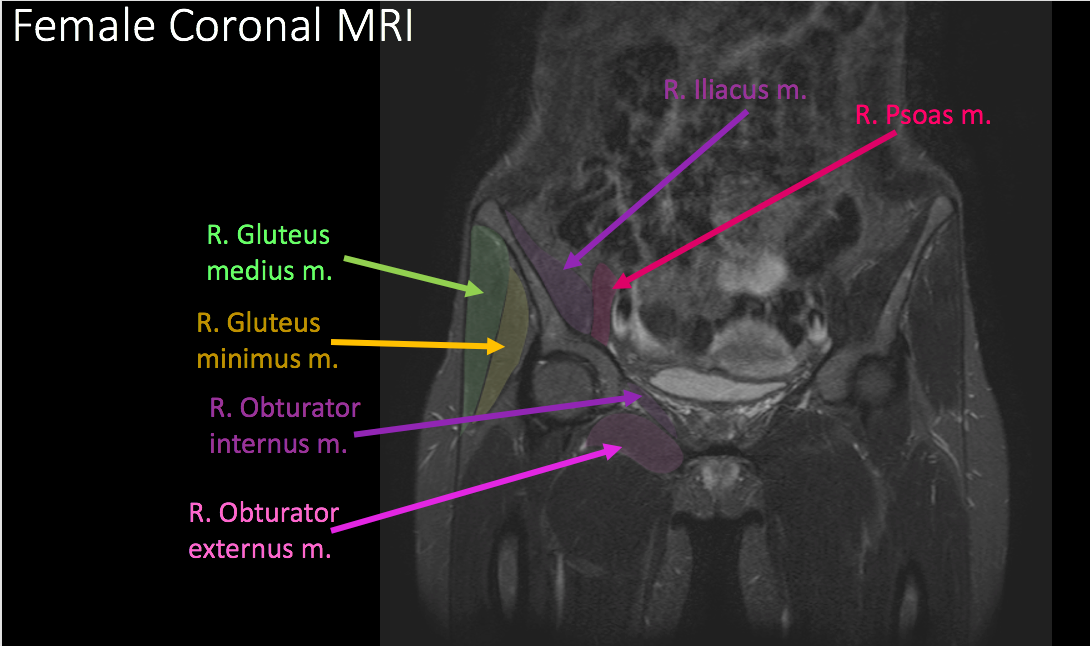 Female Coronal MRI
R. Iliacus m.
R. Psoas m.
R. Gluteus
medius m.
R. Gluteus
minimus m.
R. Obturator
internus m.
R. Obturator
externus m.